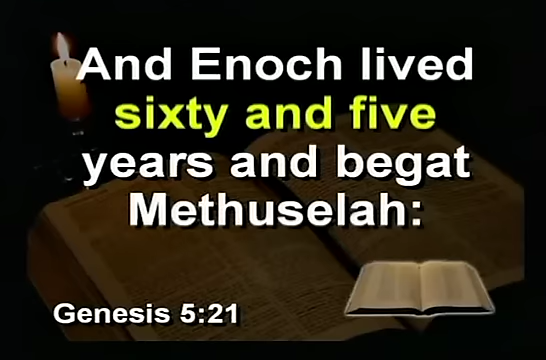 And Enoch lived
sixty and five
years and begat
Methuselah:
Genesis 5:21